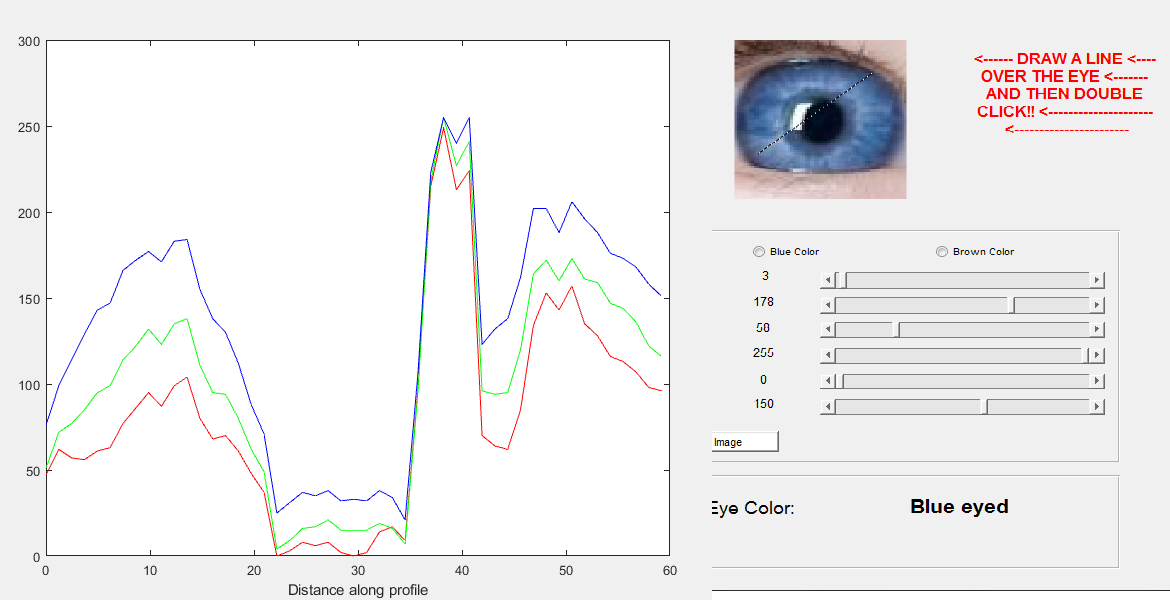 300
250
200
150
100
50
0
0 10 20 30 40 50 60
Distance along profile
<------ DRAW A LINE <----
OVER THE EYE <-------
AND THEN DOUBLE
CLICK!! <---------------------
<-----------------------
Blue Color Brown Color
3
178
58
255
0
150
Image
Eye Color: Blue eyed